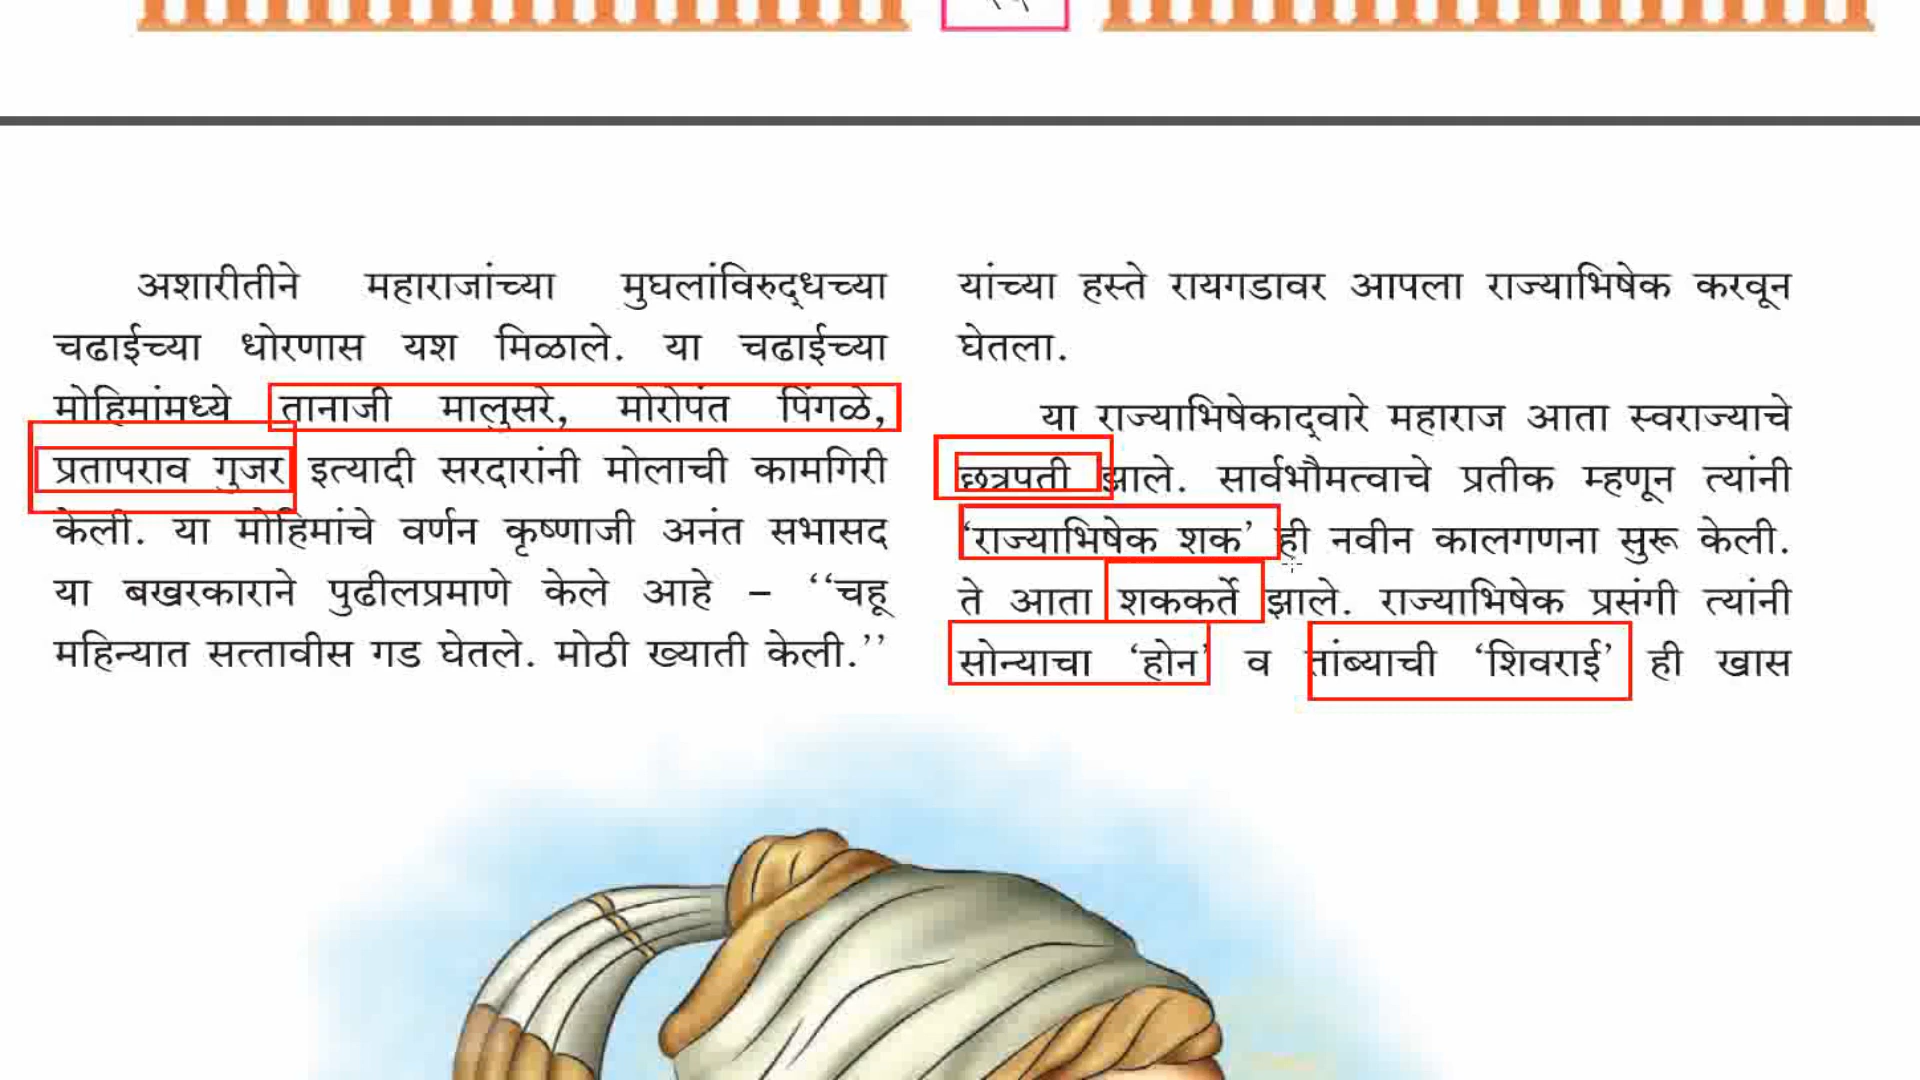 अशारीतीने महाराजांच्या मुघलांविरुद्धच्या
चढाईच्या धोरणास यश मिळाले. या चढाईच्या
मोहिमांमध्ये तानाजी मालुसरे, मोरोपंत पिंगळे,
प्रतापराव गुजर इत्यादी सरदारांनी मोलाची कामगिरी
केली. या मोहिमांचे वर्णन कृष्णाजी अनंत सभासद
या बखरकाराने पुढीलप्रमाणे केले आहे – ‘‘चहू
महिन्यात सत्तावीस गड घेतले. मोठी ख्याती केली.’’
यांच्या हस्ते रायगडावर आपला राज्याभिषेक करवून
घेतला.
या राज्याभिषेकाद्वारे महाराज आता स्वराज्याचे
छत्रपती झाले. सार्वभौमत्वाचे प्रतीक म्हणून त्यांनी
‘राज्याभिषेक शक’ ही नवीन कालगणना सुरू केली.
ते आता शककर्ते झाले. राज्याभिषेक प्रसंगी त्यांनी
सोन्याचा ‘होन’ व तांब्याची ‘शिवराई’ ही खास